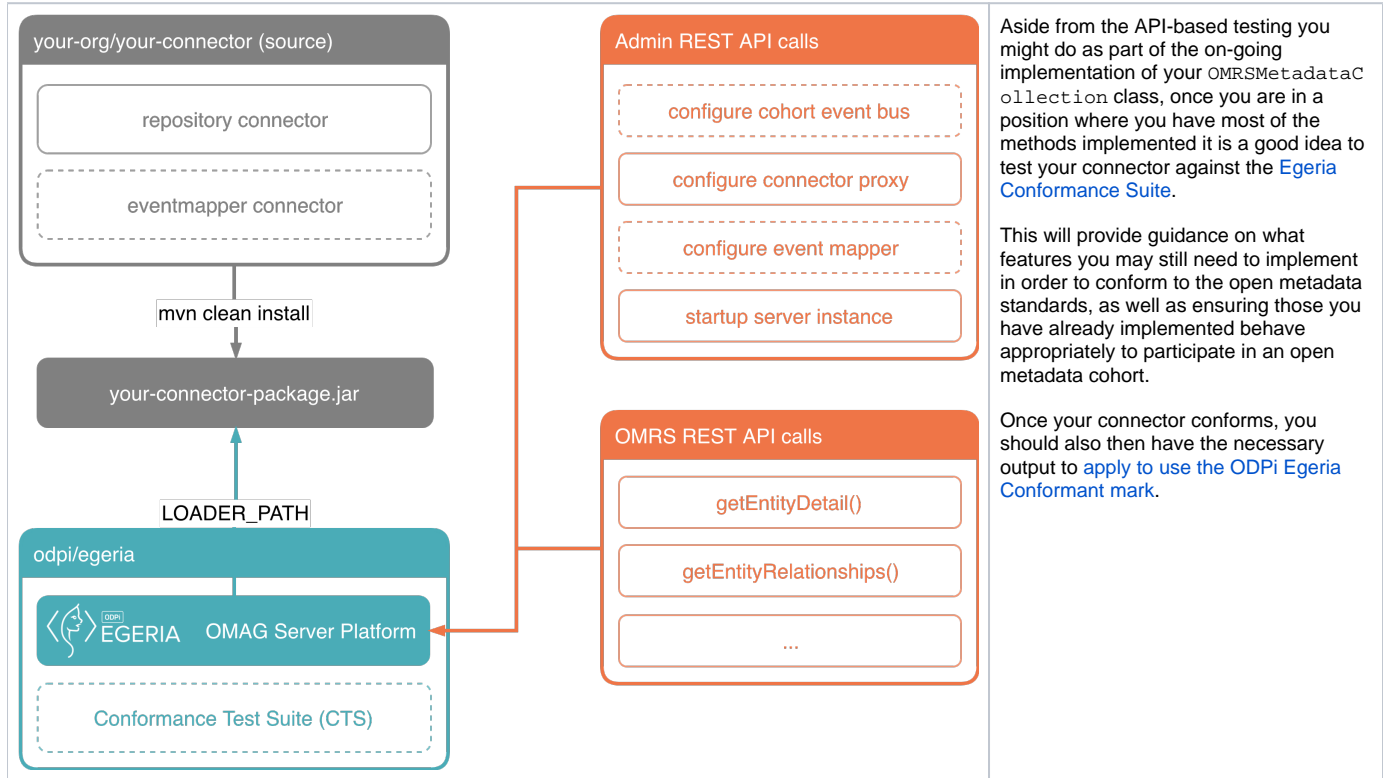 your-org/your-connector (source)
repository connector
eventmapper connector
mvn clean install
your-connector-package.jar
LOADER_PATH
odpi/egeria
ODPi
EGERIA
OMAG Server Platform
Conformance Test Suite (CTS)
Admin REST API calls
configure cohort event bus
configure connector proxy
configure event mapper
startup server instance
OMRS REST API calls
getEntityDetail()
getEntityRelationships()
...
Aside from the API-based testing you
might do as part of the on-going
implementation of your OMRSMetadataC
ollection class, once you are in a
position where you have most of the
methods implemented it is a good idea to
test your connector against the Egeria
Conformance Suite.
This will provide guidance on what
features you may still need to implement
in order to conform to the open metadata
standards, as well as ensuring those you
have already implemented behave
appropriately to participate in an open
metadata cohort.
Once your connector conforms, you
should also then have the necessary
output to apply to use the ODPi Egeria
Conformant mark.